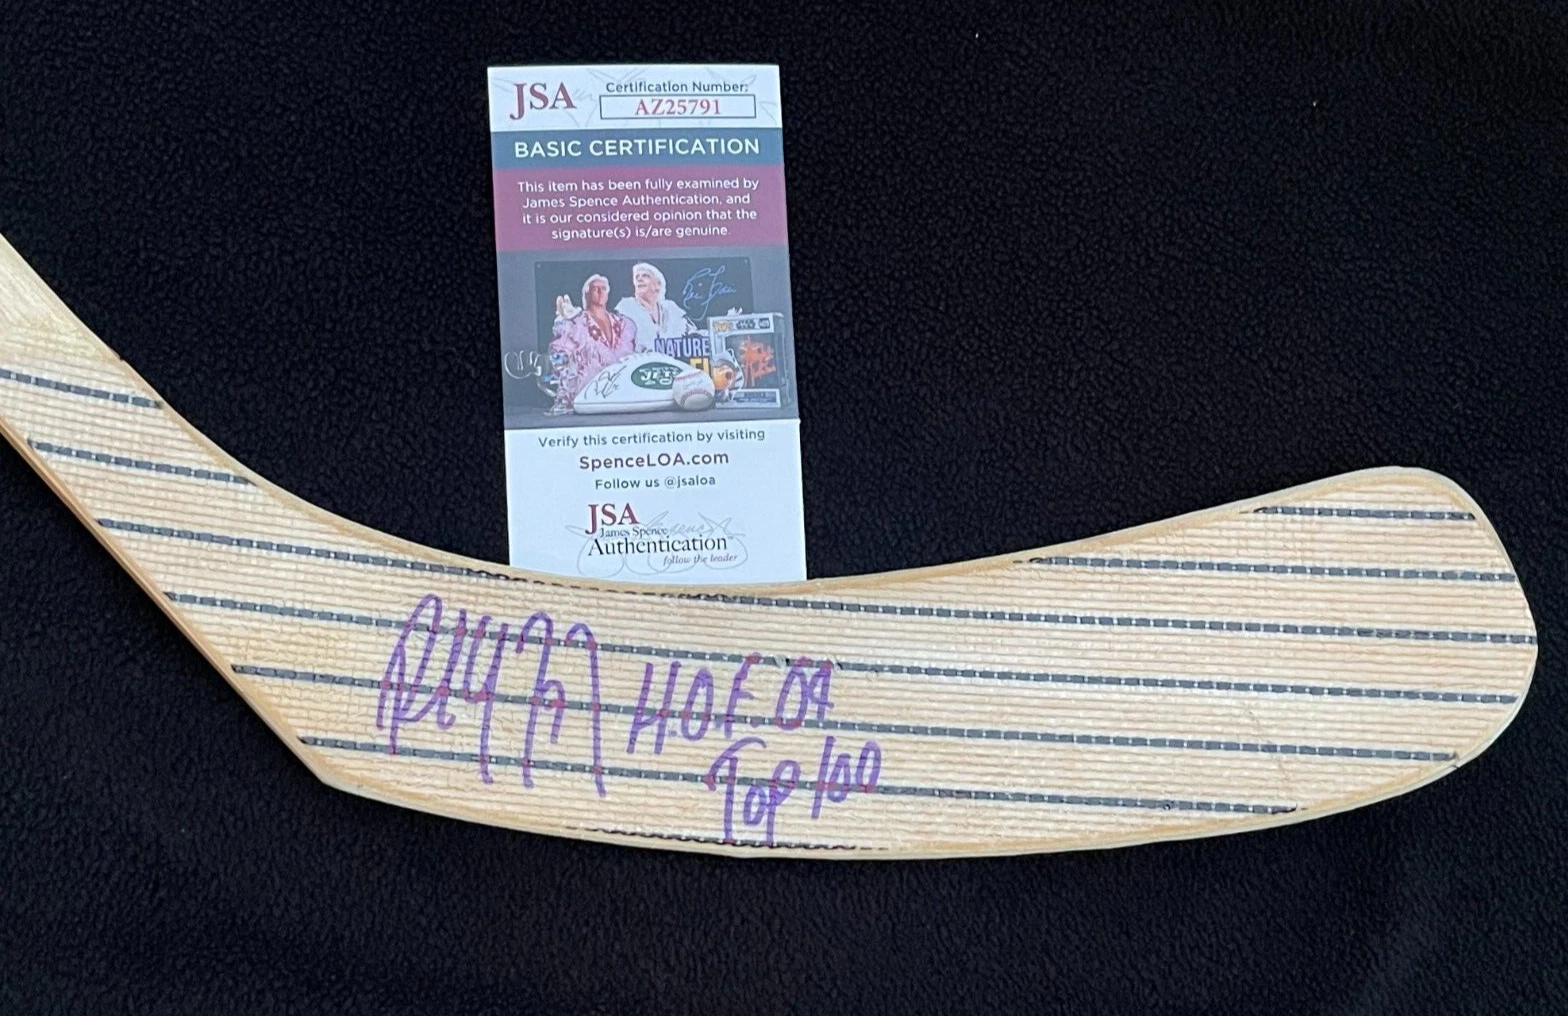 JSA
Certification Number:
AZ25791
BASIC CERTIFICATION
This item has been fully examined by
James Spence Authentication, and
it is our considered opinion that the
signature(s) is/are genuine
NATURE
Verify this certification by visiting
SpenceLOA.com
Follow us @jsaloa
JSA
James Spence
Authentication
follow the leader
77 H.O.F 04
Top 100